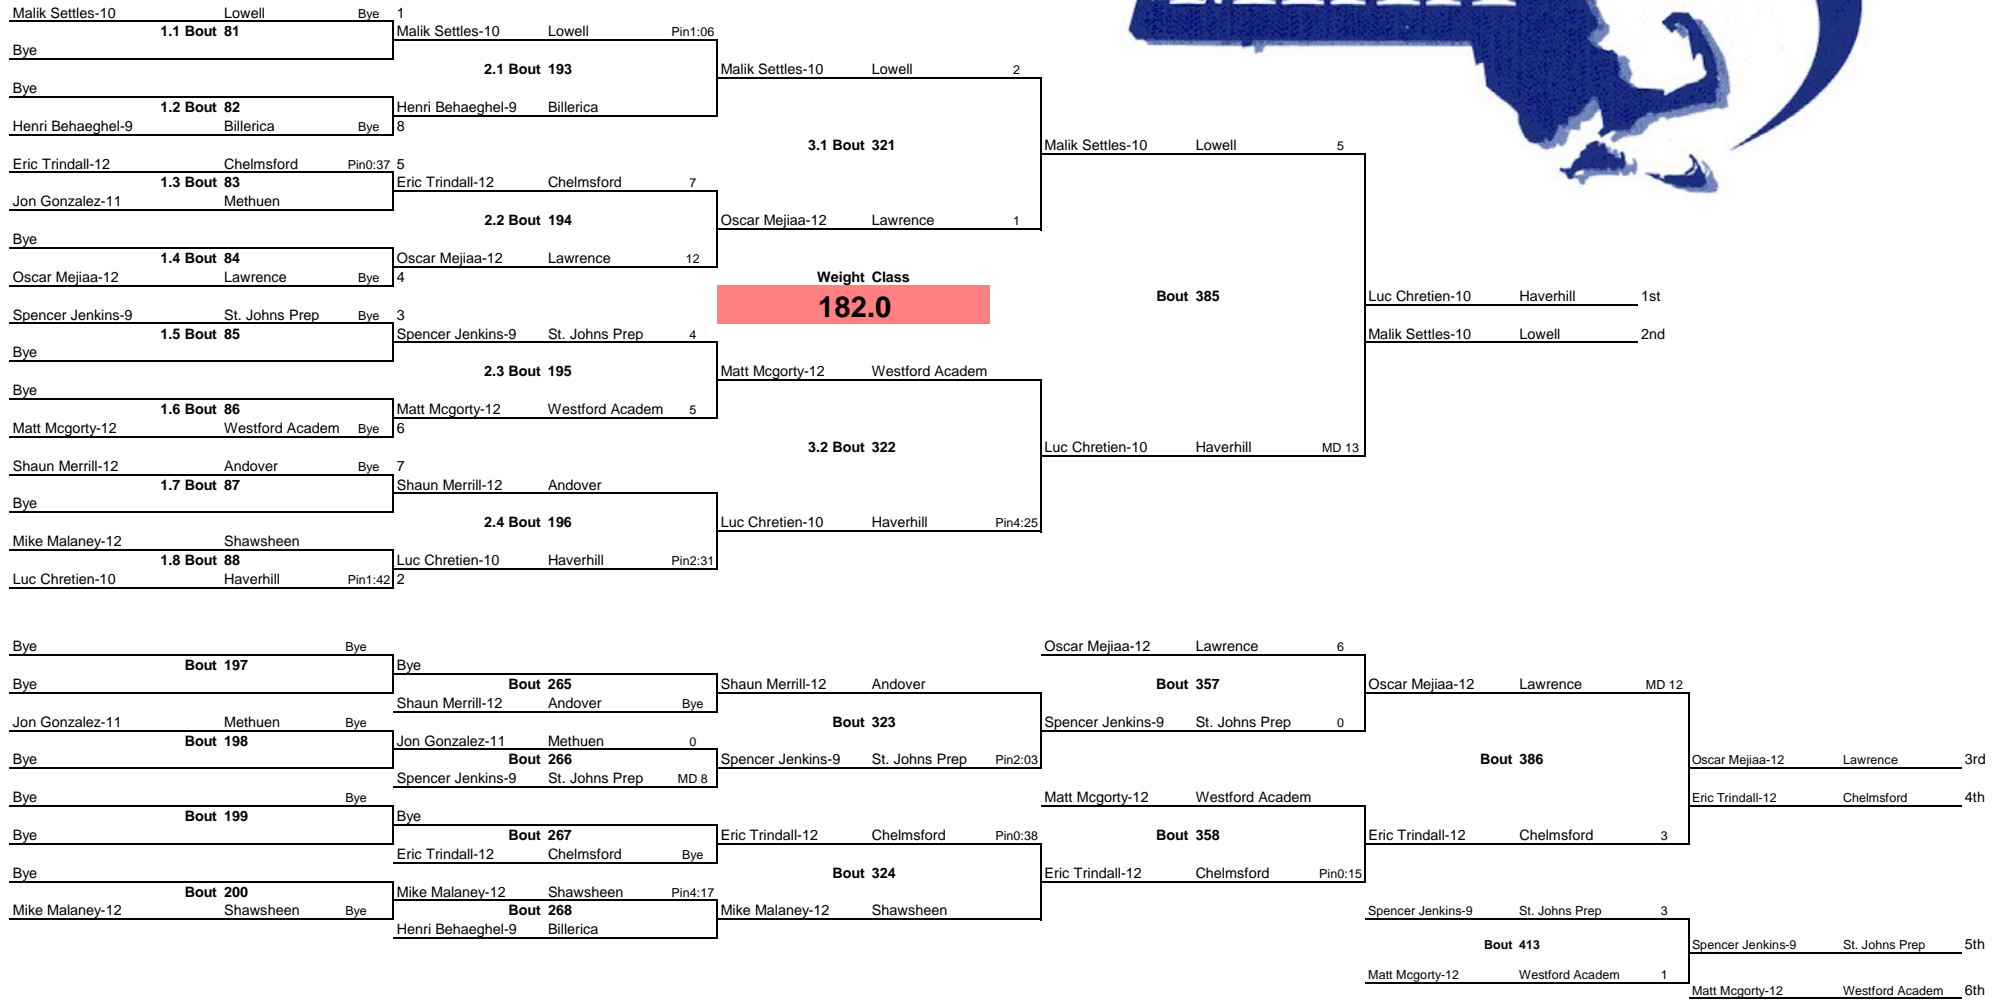 Malik Settles-10 Lowell Bye 1
1.1 Bout 81 Malik Settles-10 Lowell Pin1:06
Bye
2.1 Bout 193 Malik Settles-10 Lowell 2
Bye
1.2 Bout 82 Henri Behaeghel-9 Billerica
Henri Behaeghel-9 Billerica Bye 8
3.1 Bout 321 Malik Settles-10 Lowell 5
Eric Trindall-12 Chelmsford Pin0:37 5
1.3 Bout 83 Eric Trindall-12 Chelmsford 7
Jon Gonzalez-11 Methuen
2.2 Bout 194 Oscar Mejiaa-12 Lawrence 1
Bye
1.4 Bout 84 Oscar Mejiaa-12 Lawrence 12
Oscar Mejiaa-12 Lawrence Bye 4 Weight Class
182.0 Bout 385 Luc Chretien-10 Haverhill 1st
Spencer Jenkins-9 St. Johns Prep Bye 3
1.5 Bout 85 Spencer Jenkins-9 St. Johns Prep 4 Malik Settles-10 Lowell 2nd
Bye
2.3 Bout 195 Matt Mcgorty-12 Westford Academ
Bye
1.6 Bout 86 Matt Mcgorty-12 Westford Academ 5
Matt Mcgorty-12 Westford Academ Bye 6
3.2 Bout 322 Luc Chretien-10 Haverhill MD 13
Shaun Merrill-12 Andover Bye 7
1.7 Bout 87 Shaun Merrill-12 Andover
Bye
2.4 Bout 196 Luc Chretien-10 Haverhill Pin4:25
Mike Malaney-12 Shawsheen
1.8 Bout 88 Luc Chretien-10 Haverhill Pin2:31
Luc Chretien-10 Haverhill Pin1:42 2
Bye Bye Oscar Mejiaa-12 Lawrence 6
Bout 197 Bye
Bye Bout 265 Shaun Merrill-12 Andover Bout 357 Oscar Mejiaa-12 Lawrence MD 12
Shaun Merrill-12 Andover Bye
Jon Gonzalez-11 Methuen Bye Bout 323 Spencer Jenkins-9 St. Johns Prep 0
Bout 198 Jon Gonzalez-11 Methuen 0
Bye Bout 266 Spencer Jenkins-9 St. Johns Prep Pin2:03 Bout 386 Oscar Mejiaa-12 Lawrence 3rd
Spencer Jenkins-9 St. Johns Prep MD 8
Bye Bye Matt Mcgorty-12 Westford Academ Eric Trindall-12 Chelmsford 4th
Bout 199 Bye
Bye Bout 267 Eric Trindall-12 Chelmsford Pin0:38 Bout 358 Eric Trindall-12 Chelmsford 3
Eric Trindall-12 Chelmsford Bye
Bye Bout 324 Eric Trindall-12 Chelmsford Pin0:15
Bout 200 Mike Malaney-12 Shawsheen Pin4:17
Mike Malaney-12 Shawsheen Bye Bout 268 Mike Malaney-12 Shawsheen Spencer Jenkins-9 St. Johns Prep 3
Henri Behaeghel-9 Billerica
Bout 413 Spencer Jenkins-9 St. Johns Prep 5th
Matt Mcgorty-12 Westford Academ 1
Matt Mcgorty-12 Westford Academ 6th